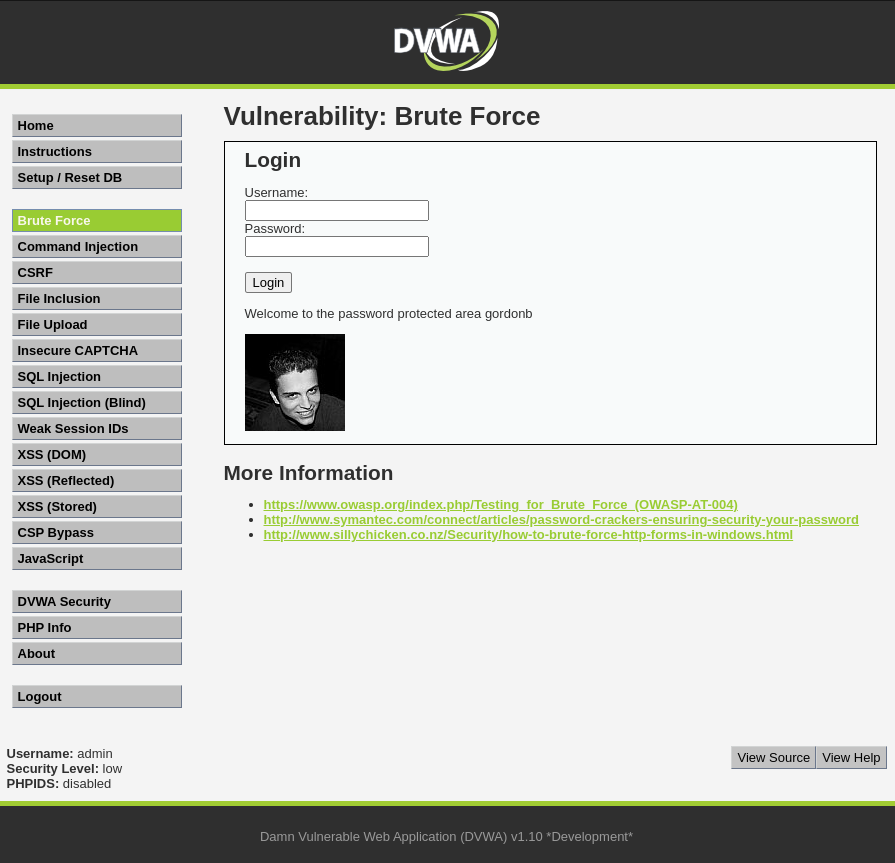 DVWA
Home
Instructions
Setup / Reset DB
Brute Force
Command Injection
CSRF
File Inclusion
File Upload
Insecure CAPTCHA
SQL Injection
SQL Injection (Blind)
Weak Session IDs
XSS (DOM)
XSS (Reflected)
XSS (Stored)
CSP Bypass
JavaScript
DVWA Security
PHP Info
About
Logout
Vulnerability: Brute Force
Login
Username:
Password:
Login
Welcome to the password protected area gordonb
More Information
https://www.owasp.org/index.php/Testing_for_Brute_Force_(OWASP-AT-004)
http://www.symantec.com/connect/articles/password-crackers-ensuring-security-your-password
http://www.sillychicken.co.nz/Security/how-to-brute-force-http-forms-in-windows.html
Username: admin
Security Level: low
PHPIDS: disabled
View Source View Help
Damn Vulnerable Web Application (DVWA) v1.10 *Development*